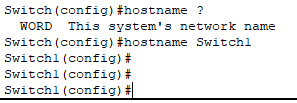 Switch(config)#hostname ?
  WORD  This system's network name
Switch(config)#hostname Switch1
Switch1(config)#
Switch1(config)#
Switch1(config)#